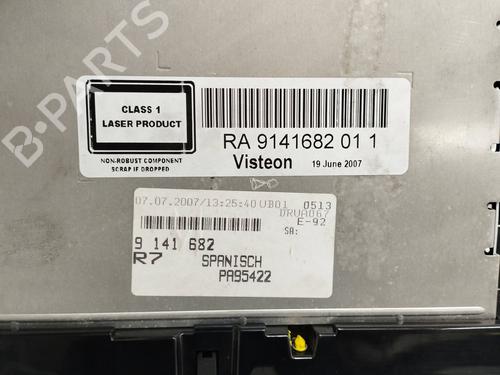 B-PARTS
CLASS 1
LASER PRODUCT
NON-ROBUST COMPONENT
SCRAP IF DROPPED
RA 9141682 01 1
Visteon 19 June 2007
07.07.2007/13:25:40 UB01 0513
DRUA067
E-92
SA:
9 141 682
R7 SPANISCH
PA95422